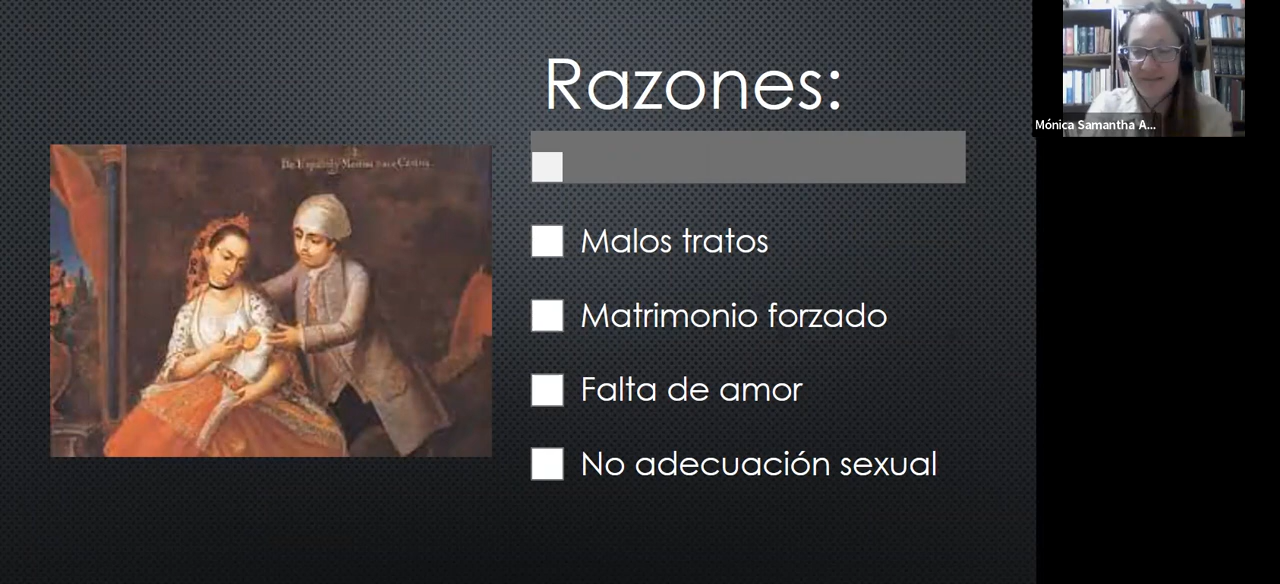 Razones:
Malos tratos
Matrimonio forzado
Falta de amor
No adecuación sexual
Mónica Samantha A...